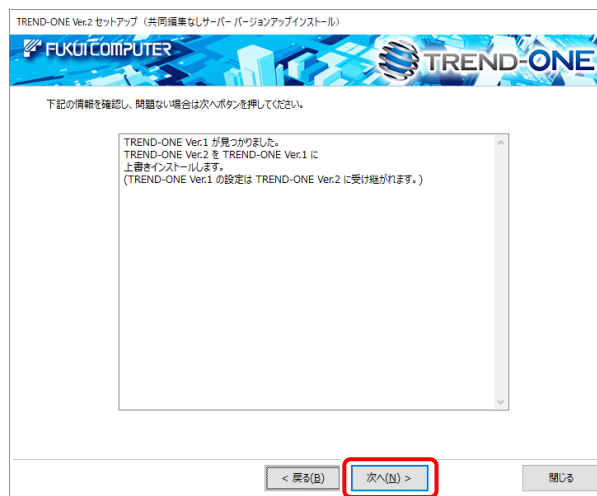 TREND-ONE Ver.2 セットアップ（共同編集なしサーバー バージョンアップインストール）
FUKUI COMPUTER
TREND-ONE
下記の情報を確認し、問題ない場合は次へボタンを押してください。
TREND-ONE Ver.1 が見つかりました。
TREND-ONE Ver.2 を TREND-ONE Ver.1 に
上書きインストールします。
(TREND-ONE Ver.1 の設定は TREND-ONE Ver.2 に受け継がれます。)
< 戻る(B)
次へ(N) >
閉じる